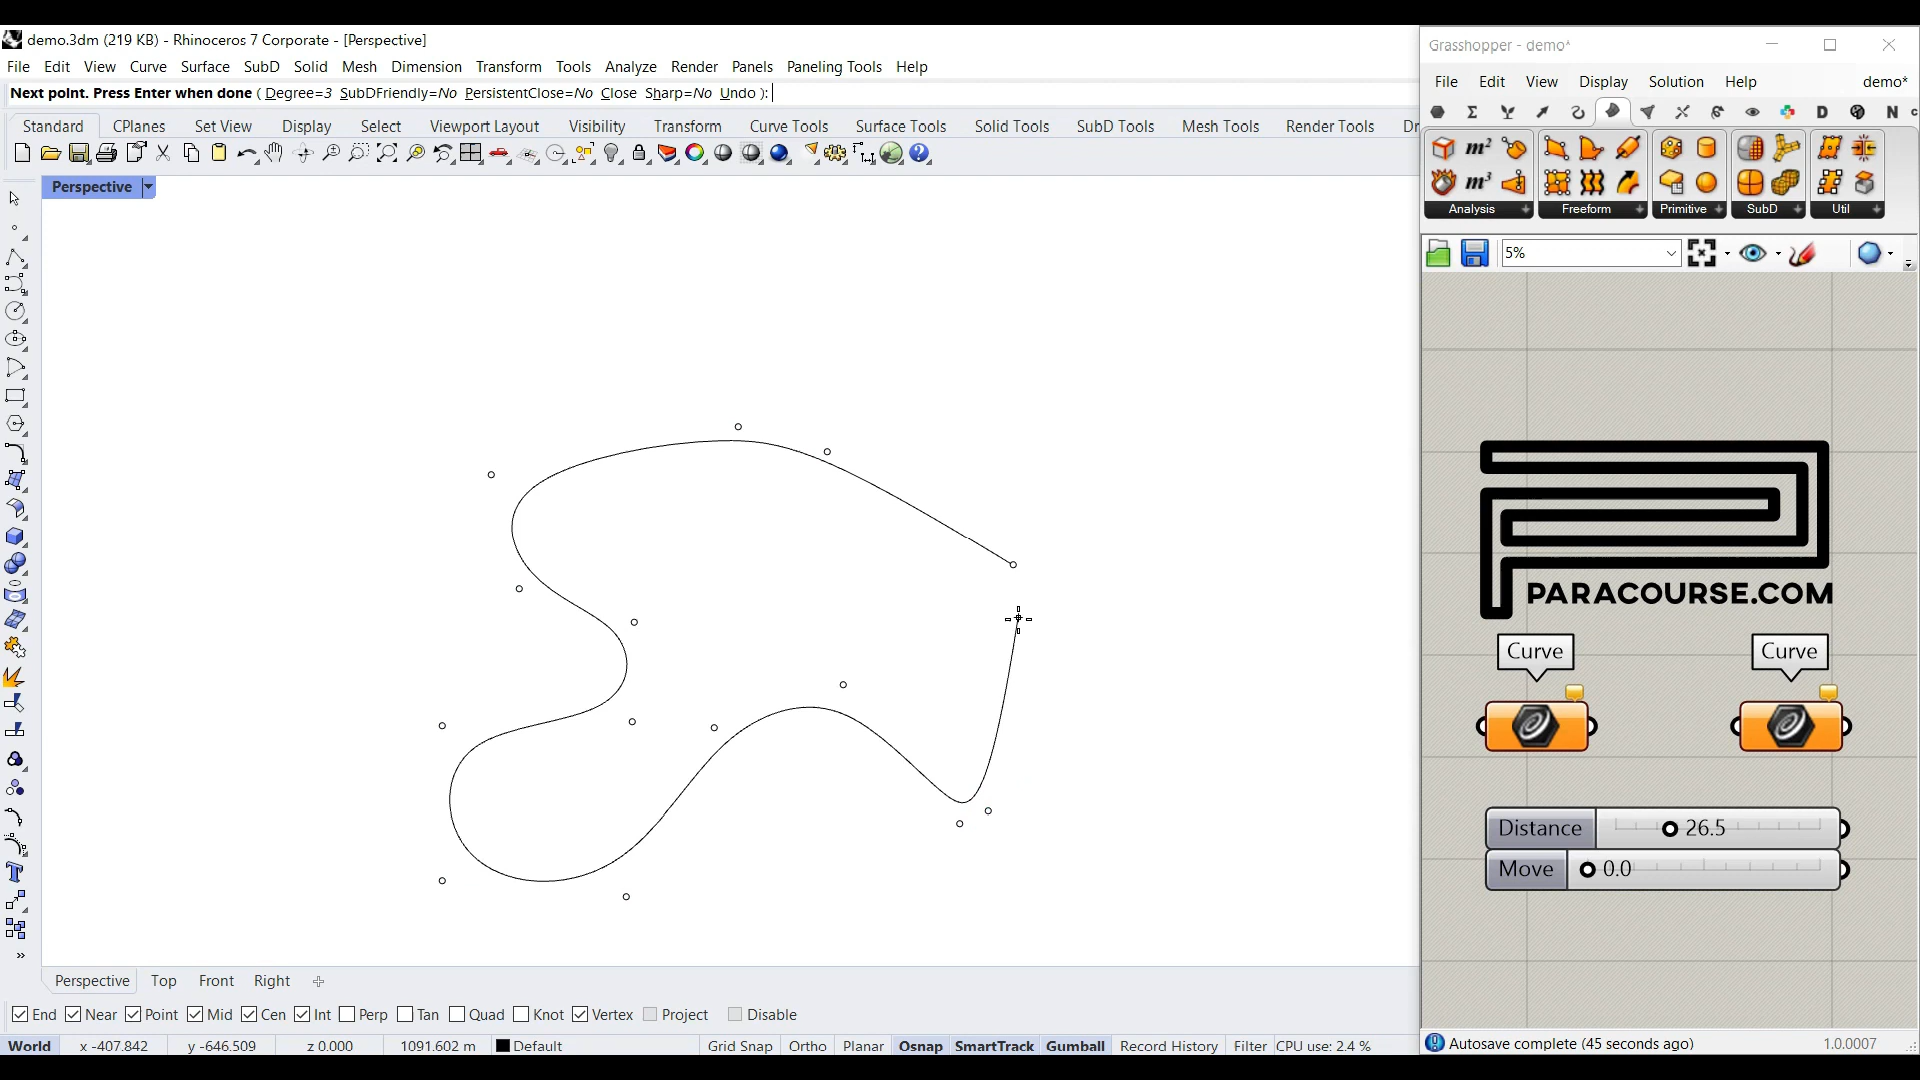 demo.3dm (219 KB) - Rhinoceros 7 Corporate - [Perspective]
File Edit View Curve Surface SubD Solid Mesh Dimension Transform Tools Analyze Render Panels Paneling Tools Help
Next point. Press Enter when done ( Degree=3 SubDFriendly=No PersistentClose=No Close Sharp=No Undo ):
Standard CPlanes Set View Display Select Viewport Layout Visibility Transform Curve Tools Surface Tools Solid Tools SubD Tools Mesh Tools Render Tools Dr
Perspective
Perspective Top Front Right
End Near Point Mid Cen Int Perp Tan Quad Knot Vertex Project Disable
World x -407.842 y -646.509 z 0.000 1091.602 m Default Grid Snap Ortho Planar Osnap SmartTrack Gumball Record History Filter CPU use: 2.4 %
Grasshopper - demo*
File Edit View Display Solution Help demo*
D N
m² m³
Analysis Freeform Primitive SubD Util
5%
PARACOURSE.COM
Curve Curve
Distance 26.5
Move 0.0
Autosave complete (45 seconds ago) 1.0.0007